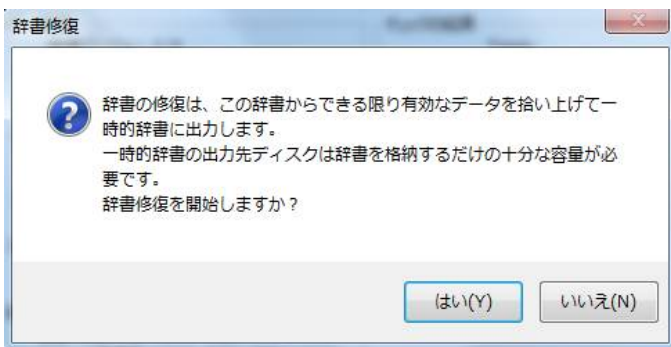 辞書修復
辞書の修復は、この辞書からできる限り有効なデータを拾い上げて一
時的辞書に出力します。
一時的辞書の出力先ディスクは辞書を格納するだけの十分な容量が必
要です。
辞書修復を開始しますか？
はい(Y)
いいえ(N)